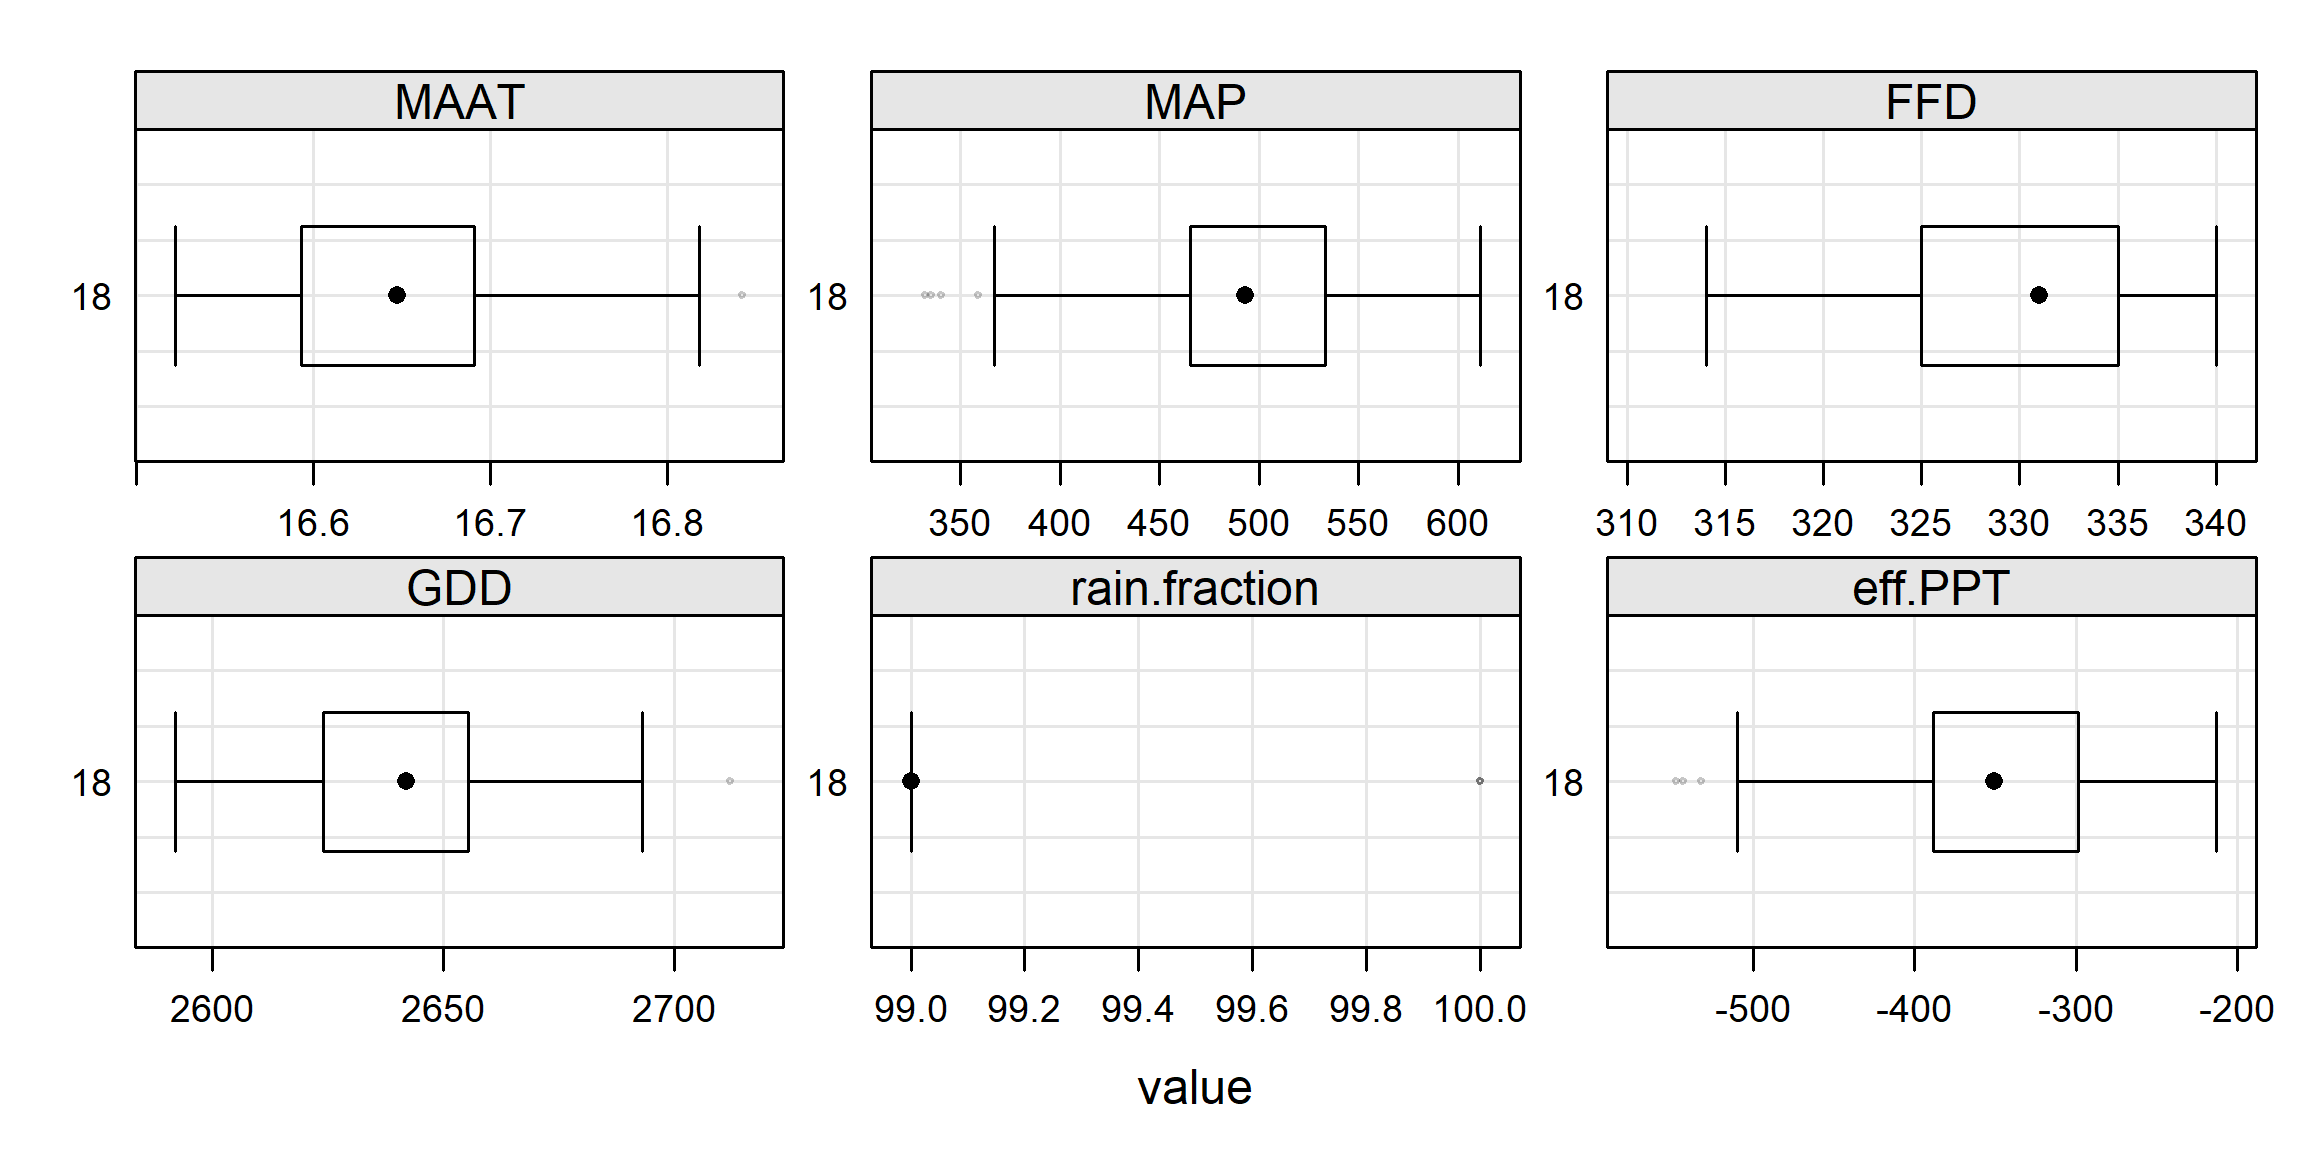 MAAT MAP FFD
18 18 18
16.6 16.7 16.8 350 400 450 500 550 600 310 315 320 325 330 335 340
GDD rain.fraction eff.PPT
18 18 18
2600 2650 2700 99.0 99.2 99.4 99.6 99.8 100.0 -500 -400 -300 -200
value